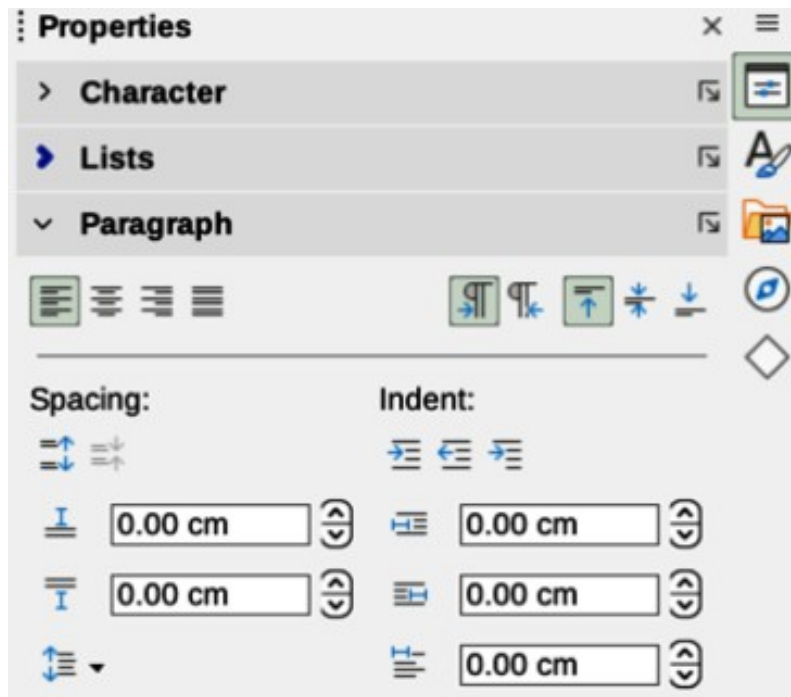 Properties
Character
Lists
Paragraph
Spacing: Indent:
0.00 cm 0.00 cm
0.00 cm 0.00 cm
0.00 cm